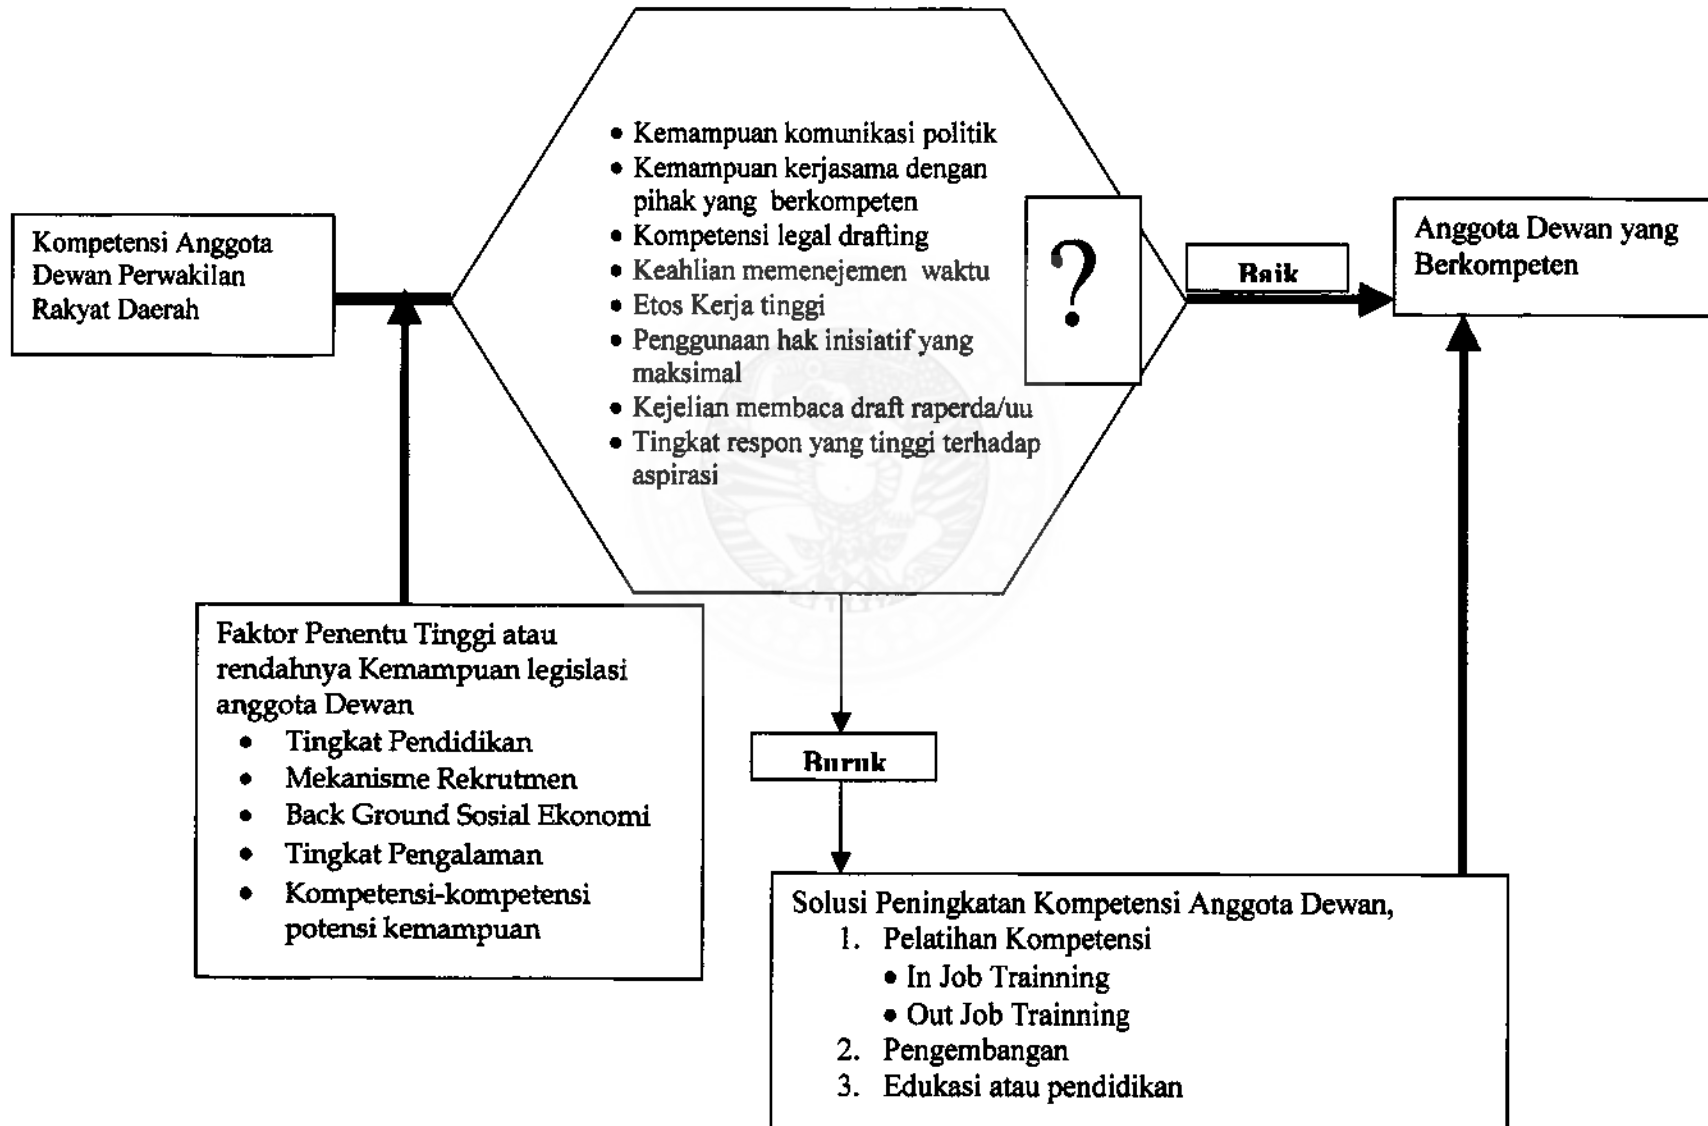 Kompetensi Anggota
Dewan Perwakilan
Rakyat Daerah
• Kemampuan komunikasi politik
• Kemampuan kerjasama dengan
pihak yang berkompeten
• Kompetensi legal drafting
• Keahlian memenejemen waktu
• Etos Kerja tinggi
• Penggunaan hak inisiatif yang
maksimal
• Kejelian membaca draft raperda/uu
• Tingkat respon yang tinggi terhadap
aspirasi
?
Baik
Anggota Dewan yang
Berkompeten
Faktor Penentu Tinggi atau
rendahnya Kemampuan legislasi
anggota Dewan
• Tingkat Pendidikan
• Mekanisme Rekrutmen
• Back Ground Sosial Ekonomi
• Tingkat Pengalaman
• Kompetensi-kompetensi
potensi kemampuan
Buruk
Solusi Peningkatan Kompetensi Anggota Dewan,
1. Pelatihan Kompetensi
• In Job Trainning
• Out Job Trainning
2. Pengembangan
3. Edukasi atau pendidikan